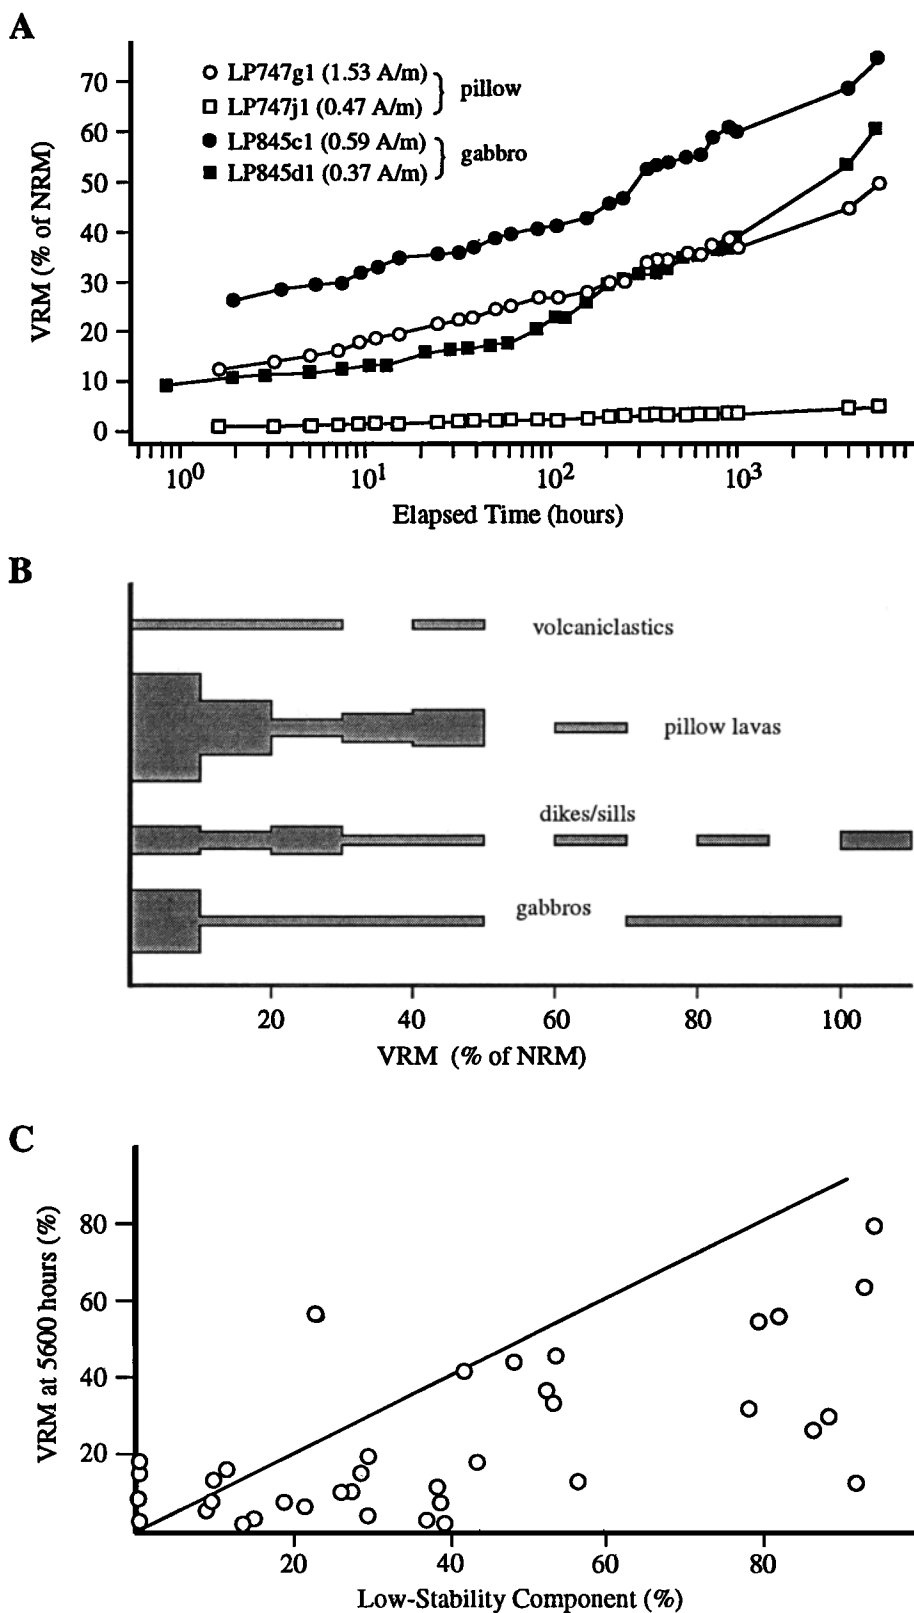 A
VRM (% of NRM)
70
60
50
40
30
20
10
0
LP747g1 (1.53 A/m)
LP747j1 (0.47 A/m)
pillow
LP845c1 (0.59 A/m)
LP845d1 (0.37 A/m)
gabbro
10^0 10^1 10^2 10^3
Elapsed Time (hours)
B
volcaniclastics
pillow lavas
dikes/sills
gabbros
20 40 60 80 100
VRM (% of NRM)
C
VRM at 5600 hours (%)
80
60
40
20
20 40 60 80
Low-Stability Component (%)